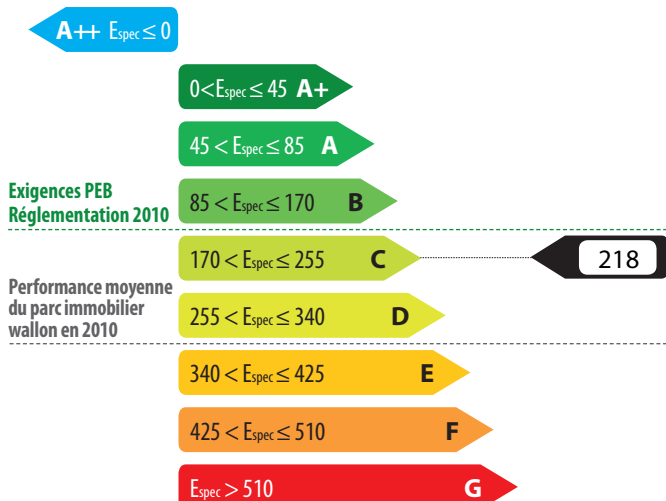 A++ Espec ≤ 0
0<Espec ≤ 45 A+
45 < Espec ≤ 85 A
Exigences PEB
Réglementation 2010
85 < Espec ≤ 170 B
170 < Espec ≤ 255 C
218
Performance moyenne
du parc immobilier
wallon en 2010
255 < Espec ≤ 340 D
340 < Espec ≤ 425 E
425 < Espec ≤ 510 F
Espec > 510 G